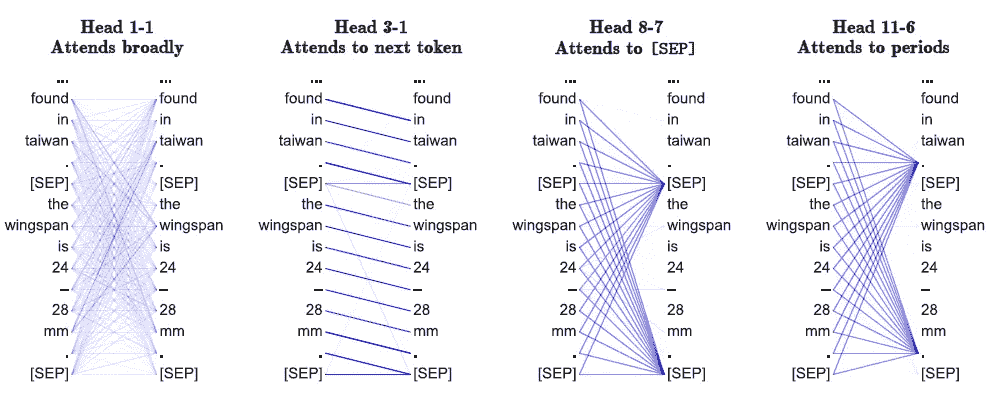 Head 1-1
Attends broadly
...
...
found
found
in
in
taiwan
taiwan
.
.
[SEP]
[SEP]
the
the
wingspan
wingspan
is
is
24
24
–
–
28
28
mm
mm
.
.
[SEP]
[SEP]
Head 3-1
Attends to next token
...
...
found
found
in
in
taiwan
taiwan
.
.
[SEP]
[SEP]
the
the
wingspan
wingspan
is
is
24
24
–
–
28
28
mm
mm
.
.
[SEP]
[SEP]
Head 8-7
Attends to [SEP]
...
...
found
found
in
in
taiwan
taiwan
.
.
[SEP]
[SEP]
the
the
wingspan
wingspan
is
is
24
24
–
–
28
28
mm
mm
.
.
[SEP]
[SEP]
Head 11-6
Attends to periods
...
...
found
found
in
in
taiwan
taiwan
.
.
[SEP]
[SEP]
the
the
wingspan
wingspan
is
is
24
24
–
–
28
28
mm
mm
.
.
[SEP]
[SEP]